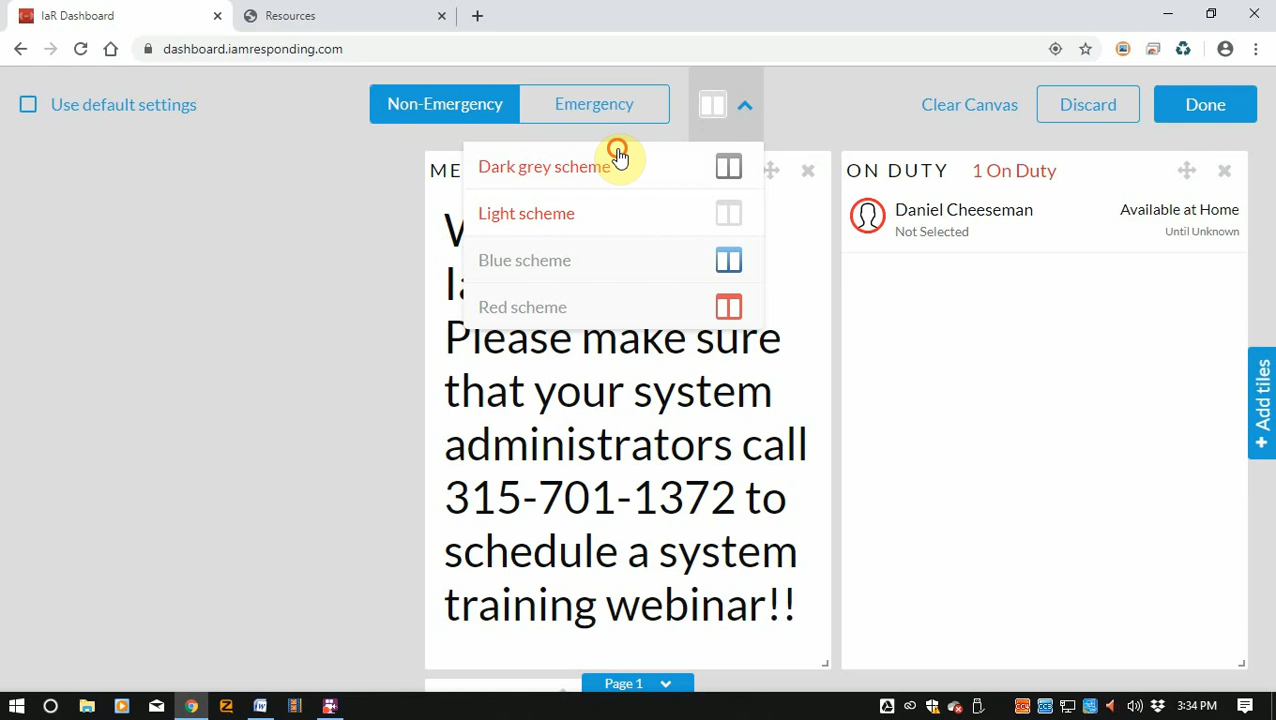 IaR Dashboard
Resources
dashboard.iamresponding.com
Use default settings
Non-Emergency
Emergency
Clear Canvas
Discard
Done
Dark grey scheme
Light scheme
Blue scheme
Red scheme
ME
W
Ia
Please make sure
that your system
administrators call
315-701-1372 to
schedule a system
training webinar!!
ON DUTY 1 On Duty
Daniel Cheeseman Available at Home
Not Selected Until Unknown
+ Add tiles
Page 1
3:34 PM